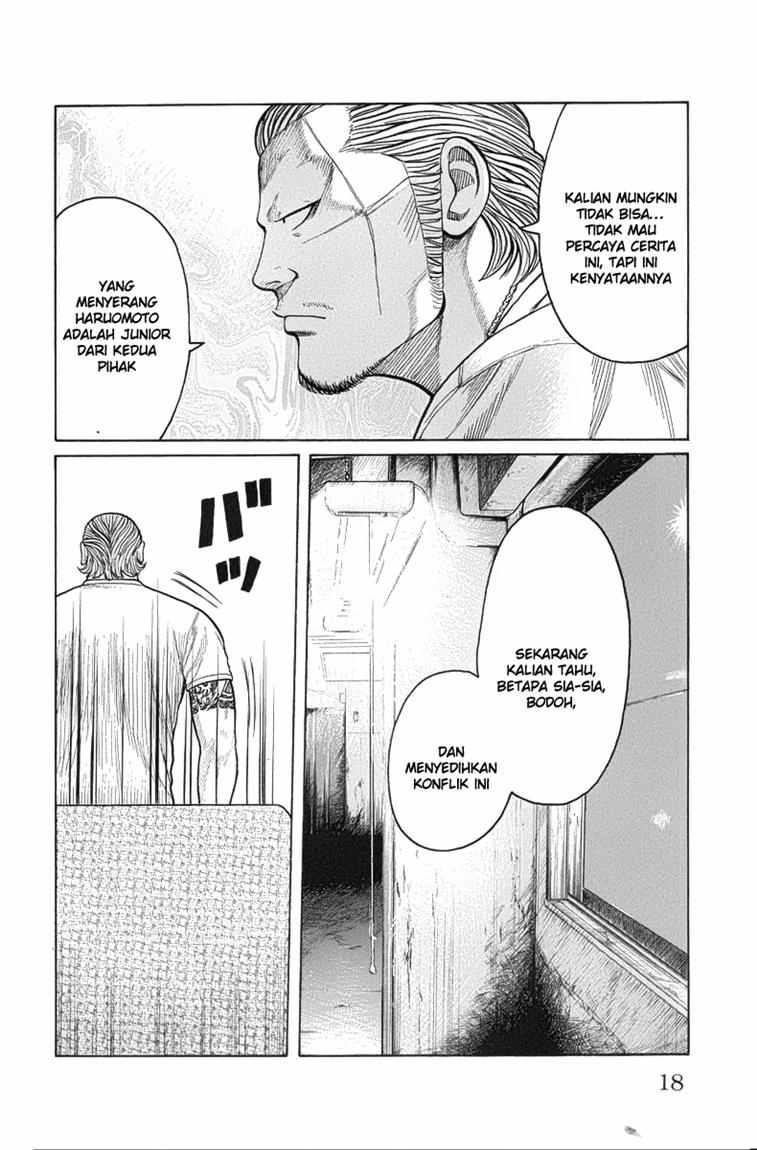 KALIAN MUNGKIN
TIDAK BISA...
TIDAK MAU
PERCAYA CERITA
INI, TAPI INI
KENYATAANNYA
YANG
MENYERANG
HARUOMOTO
ADALAH JUNIOR
DARI KEDUA
PIHAK
SEKARANG
KALIAN TAHU,
BETAPA SIA-SIA,
BODOH,
DAN
MENYEDIHKAN
KONFLIK INI
バッ
18